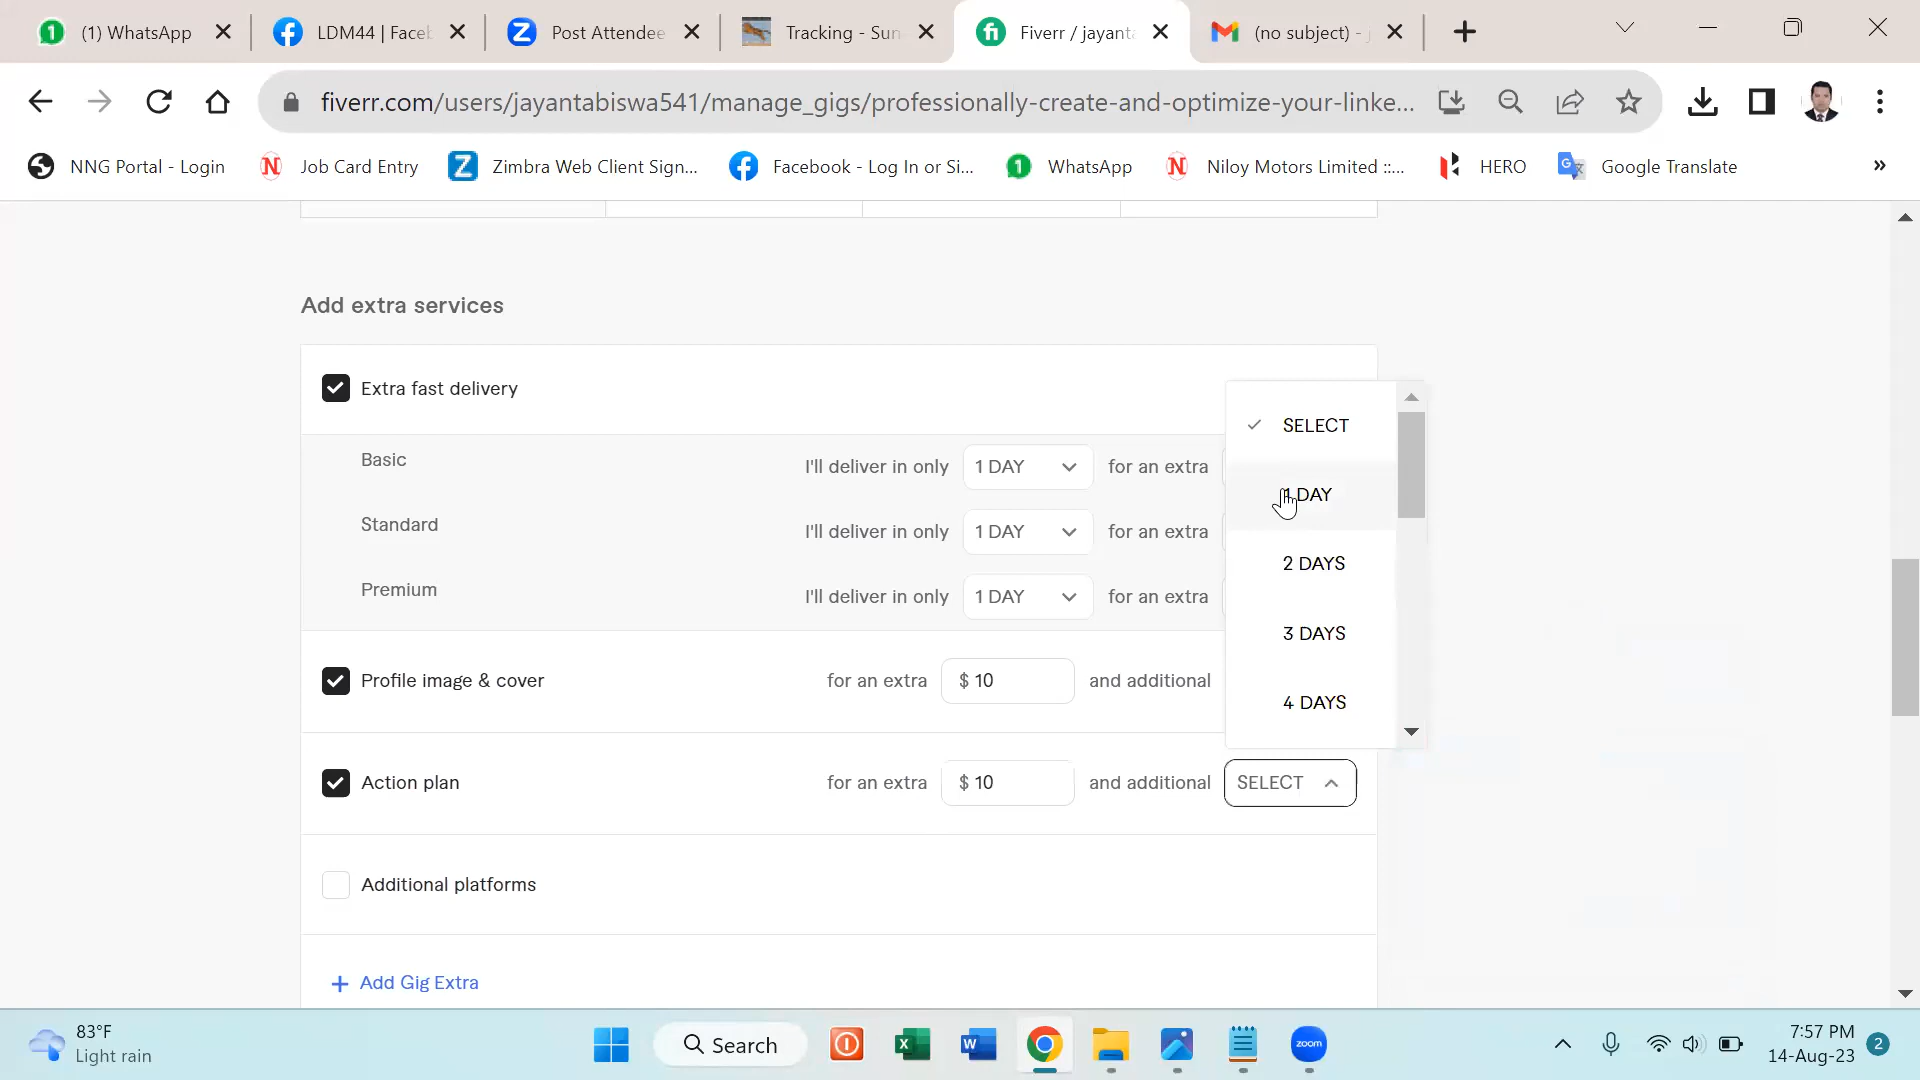 (1) WhatsApp
LDM44 | Faceb
Post Attendee
Tracking - Sun
Fiverr / jayanta
(no subject) - j
fiverr.com/users/jayantabiswa541/manage_gigs/professionally-create-and-optimize-your-linke...
NNG Portal - Login
Job Card Entry
Zimbra Web Client Sign...
Facebook - Log In or Si...
WhatsApp
Niloy Motors Limited ::...
HERO
Google Translate
»
Add extra services
Extra fast delivery
Basic I'll deliver in only 1 DAY for an extra
Standard I'll deliver in only 1 DAY for an extra
Premium I'll deliver in only 1 DAY for an extra
SELECT
1 DAY
2 DAYS
3 DAYS
4 DAYS
Profile image & cover for an extra $ 10 and additional
Action plan for an extra $ 10 and additional SELECT
Additional platforms
+ Add Gig Extra
83°F
Light rain
Search
zoom
7:57 PM
14-Aug-23
2